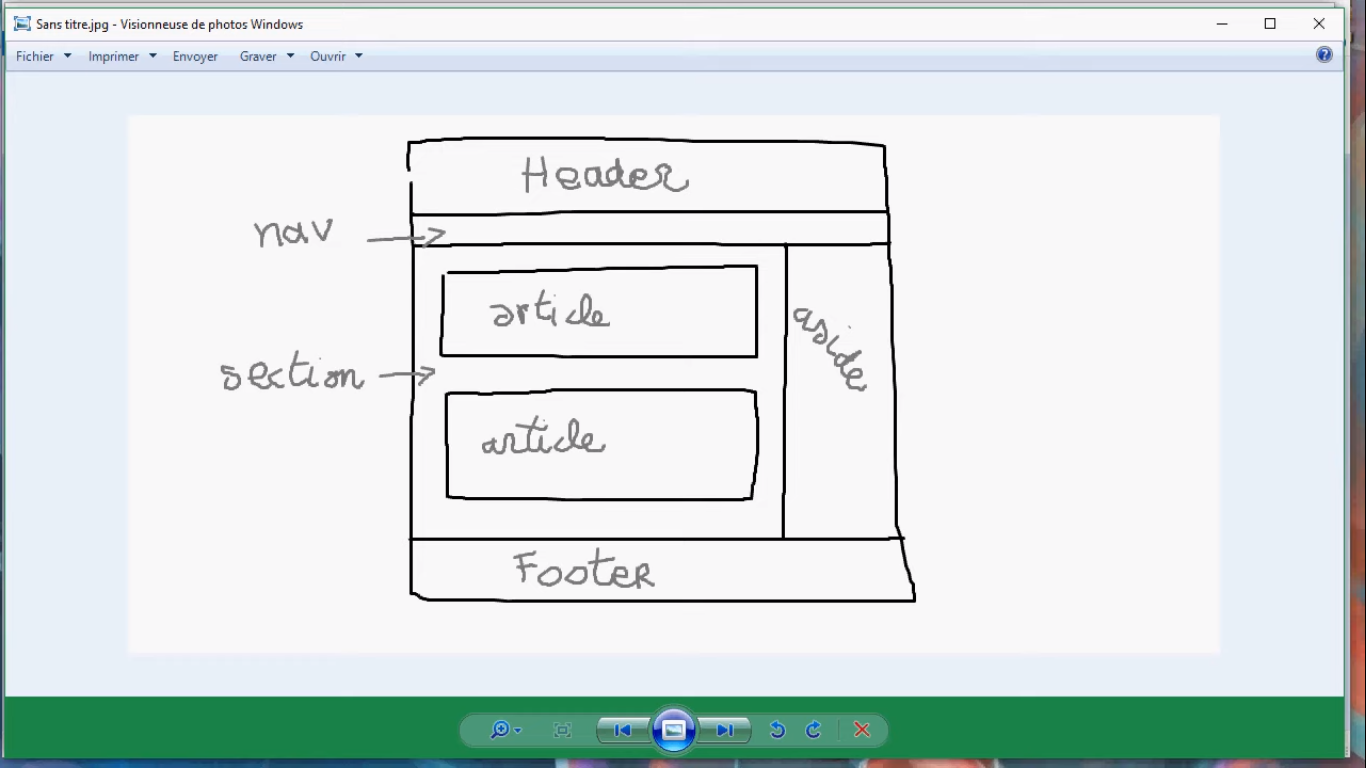 Sans titre.jpg - Visionneuse de photos Windows
Fichier Imprimer Envoyer Graver Ouvrir
Header
nav
article
aside
section
article
Footer